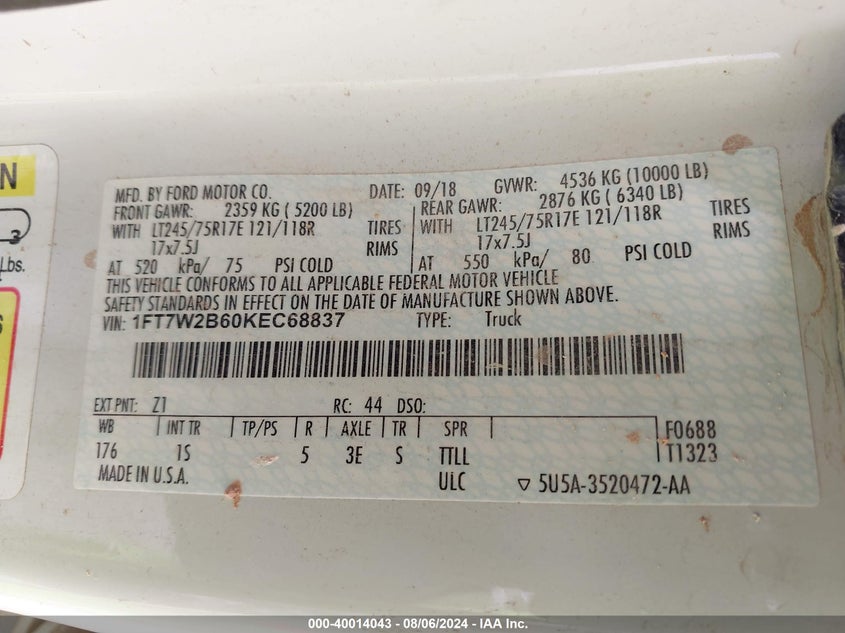 MFD. BY FORD MOTOR CO. DATE: 09/18 GVWR: 4536 KG (10000 LB)
FRONT GAWR: 2359 KG ( 5200 LB) REAR GAWR: 2876 KG ( 6340 LB)
WITH LT245/75R17E 121/118R TIRES WITH LT245/75R17E 121/118R TIRES
17x7.5J RIMS 17x7.5J RIMS
AT 520 kPa/ 75 PSI COLD AT 550 kPa/ 80 PSI COLD
THIS VEHICLE CONFORMS TO ALL APPLICABLE FEDERAL MOTOR VEHICLE
SAFETY STANDARDS IN EFFECT ON THE DATE OF MANUFACTURE SHOWN ABOVE.
VIN: 1FT7W2B60KEC68837 TYPE: Truck
EXT PNT: Z1 RC: 44 DSO:
WB INT TR TP/PS R AXLE TR SPR F0688
176 1S 5 3E S TTLL T1323
MADE IN U.S.A. ULC ▽ 5U5A-3520472-AA
N
3
Lbs.
S
000-40014043 - 08/06/2024 - IAA Inc.